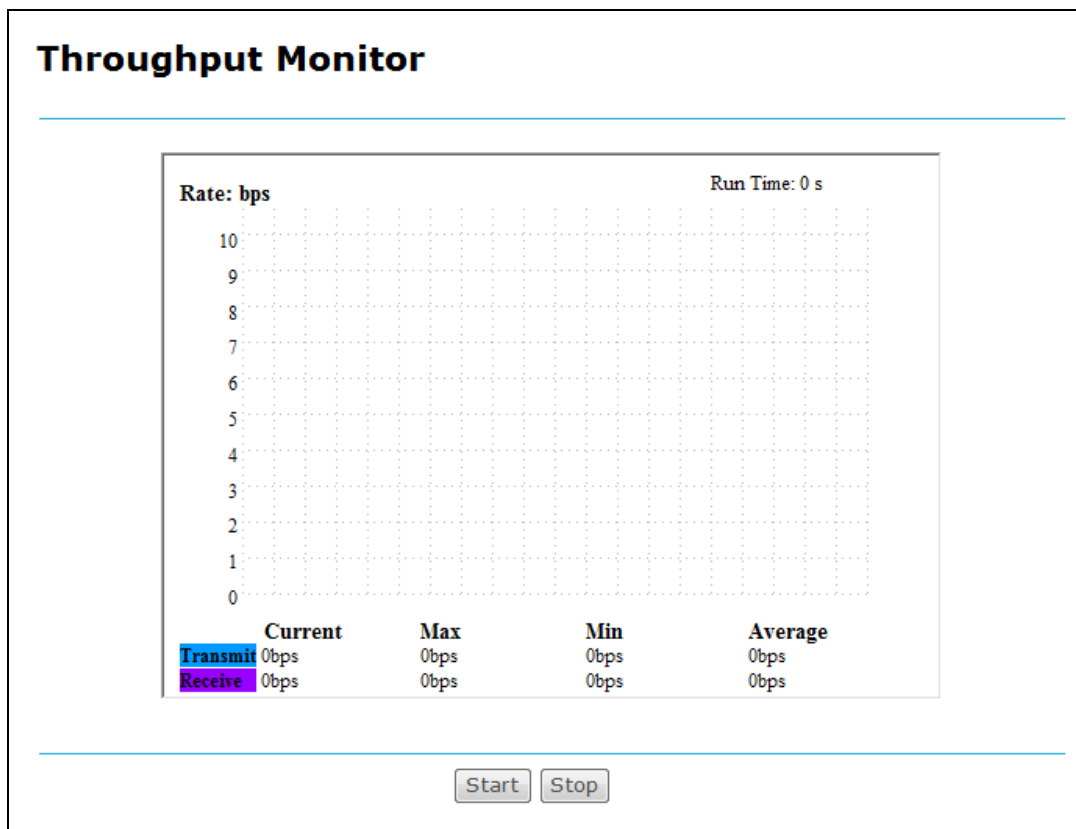 Throughput Monitor
Rate: bps
Run Time: 0 s
10
9
8
7
6
5
4
3
2
1
0
Current Max Min Average
Transmit 0bps 0bps 0bps 0bps
Receive 0bps 0bps 0bps 0bps
Start Stop